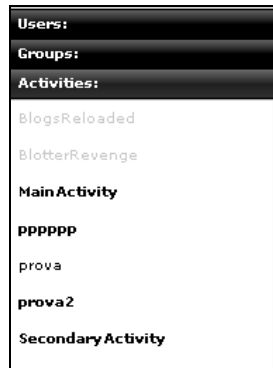 Users:
Groups:
Activities:
BlogsReloaded
BlotterRevenge
MainActivity
pppppp
prova
prova2
SecondaryActivity